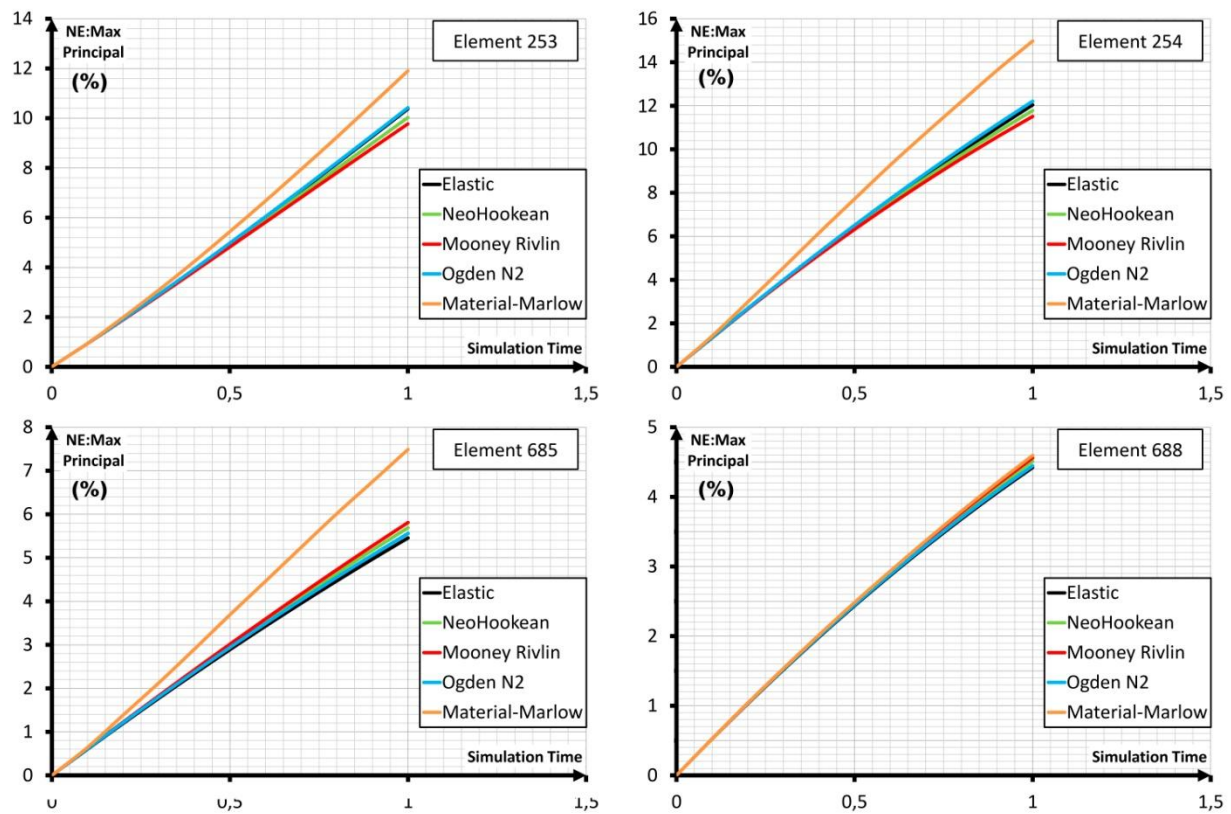 14
12
10
8
6
4
2
0
NE:Max
Principal
(%)
Element 253
Elastic
NeoHookean
Mooney Rivlin
Ogden N2
Material-Marlow
Simulation Time
0
0,5
1
1,5
16
14
12
10
8
6
4
2
0
NE:Max
Principal
(%)
Element 254
Elastic
NeoHookean
Mooney Rivlin
Ogden N2
Material-Marlow
Simulation Time
0
0,5
1
1,5
8
7
6
5
4
3
2
1
0
NE:Max
Principal
(%)
Element 685
Elastic
NeoHookean
Mooney Rivlin
Ogden N2
Material-Marlow
Simulation Time
0
0,5
1
1,5
5
4
3
2
1
0
NE:Max
Principal
(%)
Element 688
Elastic
NeoHookean
Mooney Rivlin
Ogden N2
Material-Marlow
Simulation Time
0
0,5
1
1,5